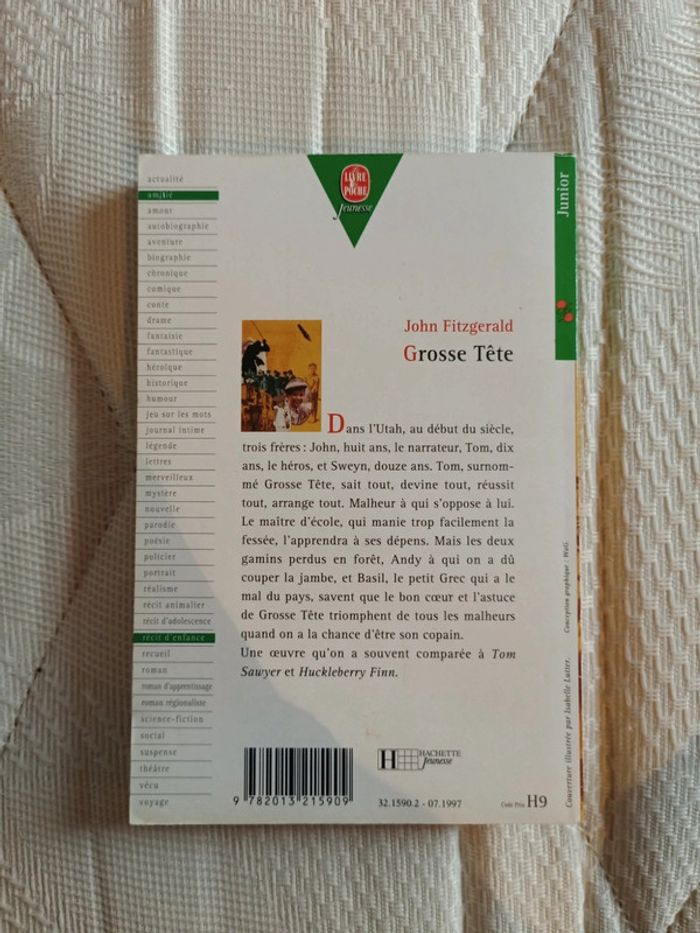 actualité
amitié
amour
autobiographie
aventure
biographie
chronique
comique
conte
drame
fantaisie
fantastique
héroïque
historique
humour
jeu sur les mots
journal intime
légende
lettres
merveilleux
mystère
nouvelle
parodie
poésie
policier
portrait
réalisme
récit animalier
récit d'adolescence
récit d'enfance
recueil
roman
roman d'apprentissage
roman régionaliste
science-fiction
social
suspense
théâtre
vécu
voyage
LE LIVRE
DE POCHE
Jeunesse
John Fitzgerald
Grosse Tête
Dans l'Utah, au début du siècle,
trois frères : John, huit ans, le narrateur, Tom, dix
ans, le héros, et Sweyn, douze ans. Tom, surnom-
mé Grosse Tête, sait tout, devine tout, réussit
tout, arrange tout. Malheur à qui s'oppose à lui.
Le maître d'école, qui manie trop facilement la
fessée, l'apprendra à ses dépens. Mais les deux
gamins perdus en forêt, Andy à qui on a dû
couper la jambe, et Basil, le petit Grec qui a le
mal du pays, savent que le bon cœur et l'astuce
de Grosse Tête triomphent de tous les malheurs
quand on a la chance d'être son copain.
Une œuvre qu'on a souvent comparée à Tom
Sawyer et Huckleberry Finn.
9 782013 215909
H HACHETTE
Jeunesse
32.1590.2 - 07.1997
Code Prix H9
Junior
Couverture illustrée par Isabelle Lutter.
Conception graphique :